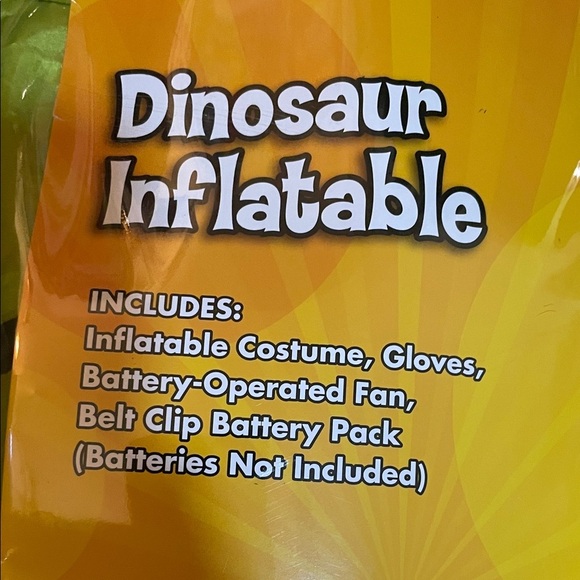 Dinosaur
Inflatable
INCLUDES:
Inflatable Costume, Gloves,
Battery-Operated Fan,
Belt Clip Battery Pack
(Batteries Not Included)